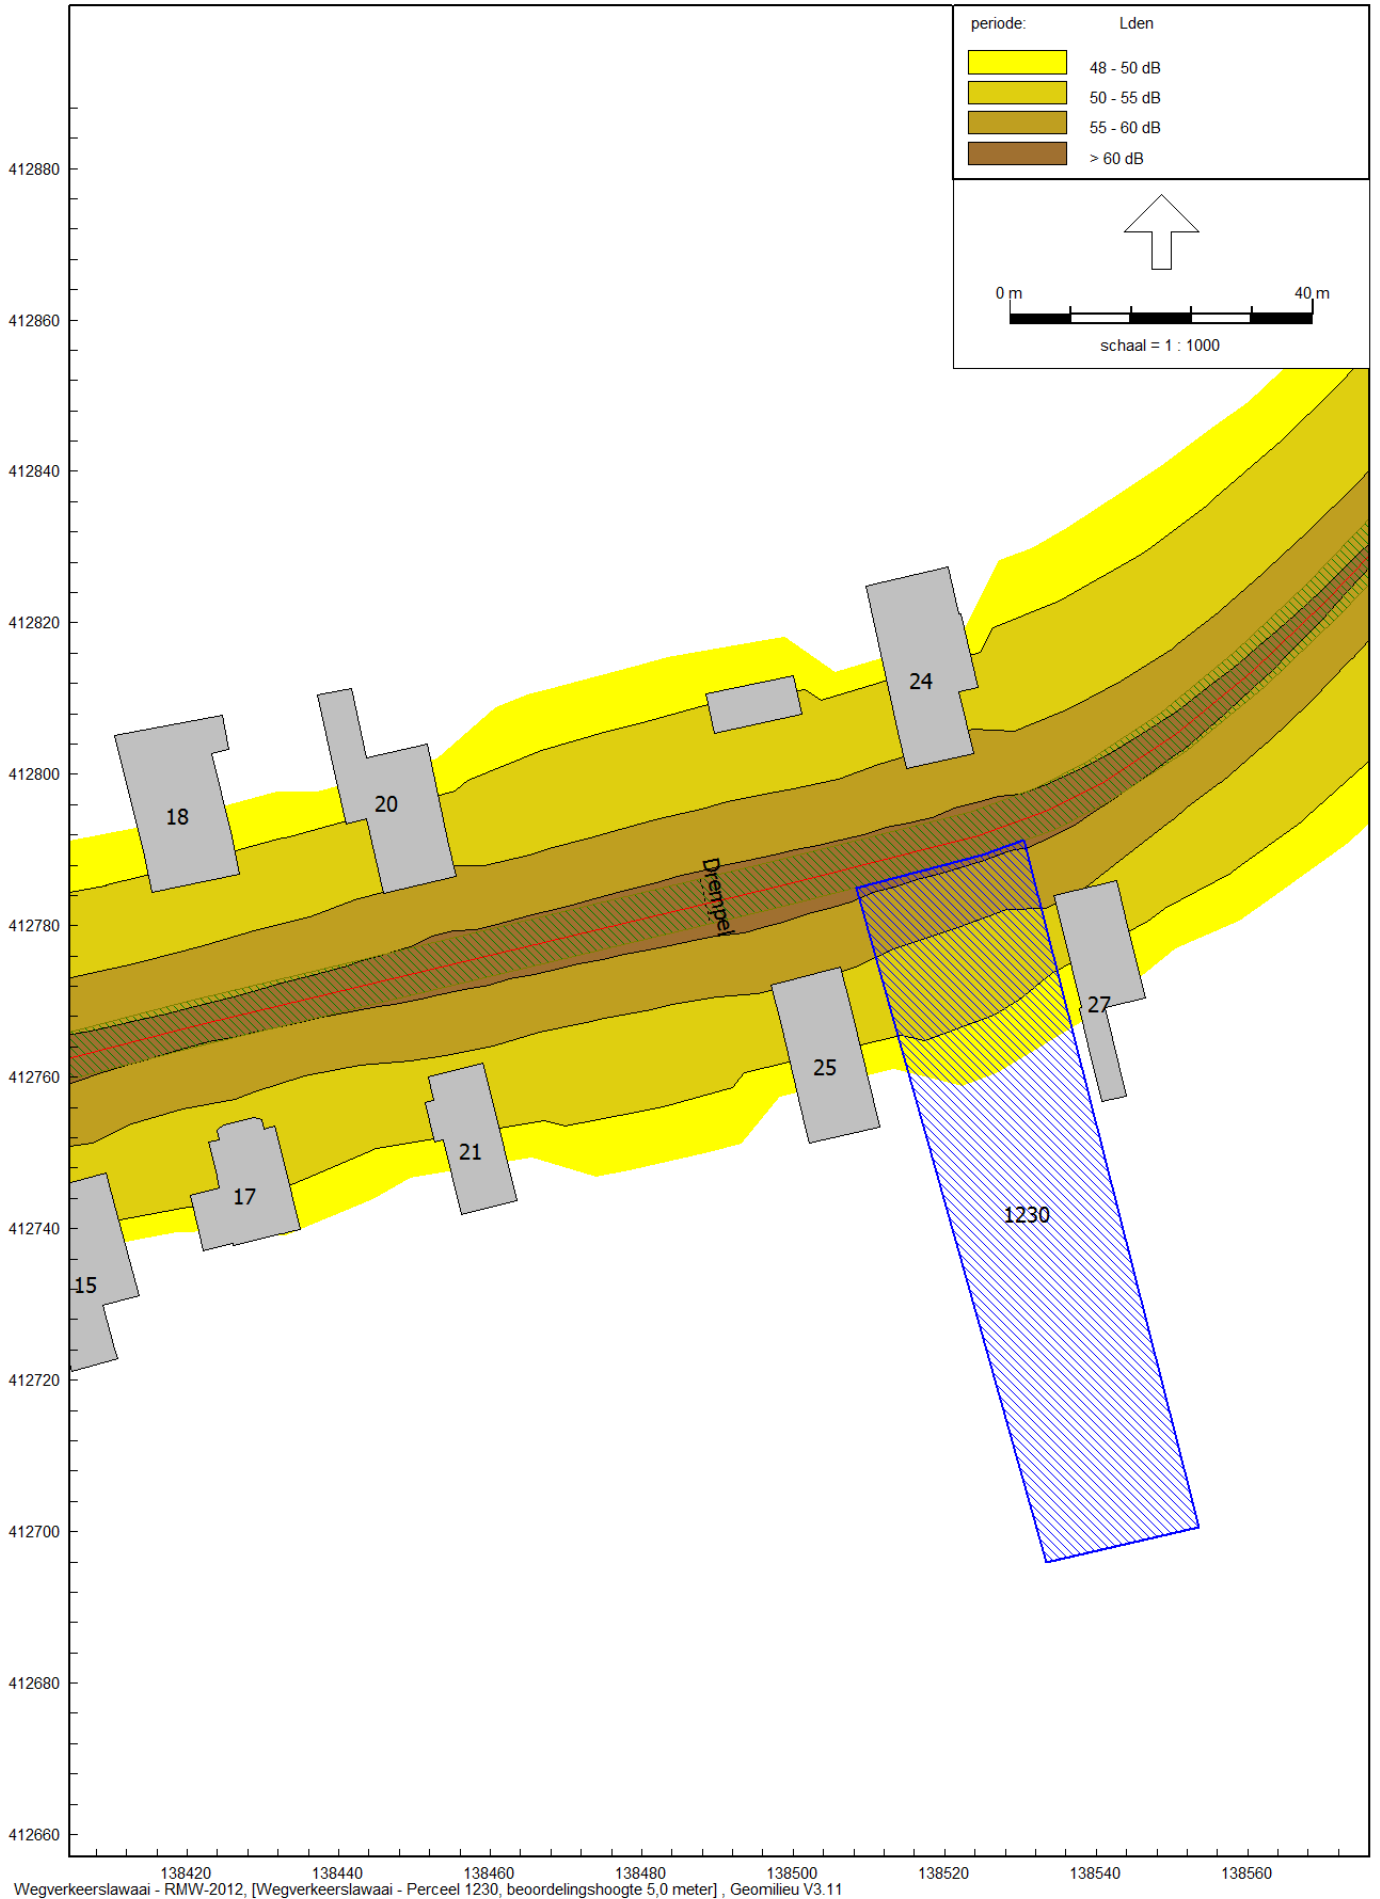 periode: Lden
48 - 50 dB
50 - 55 dB
55 - 60 dB
> 60 dB
0 m 40 m
schaal = 1 : 1000
412880
412860
412840
412820
412800
412780
412760
412740
412720
412700
412680
412660
24
20
18
Drempel
27
25
21
17
15
1230
138420 138440 138460 138480 138500 138520 138540 138560
Wegverkeerslawaai - RMW-2012, [Wegverkeerslawaai - Perceel 1230, beoordelingshoogte 5,0 meter] , Geomilieu V3.11